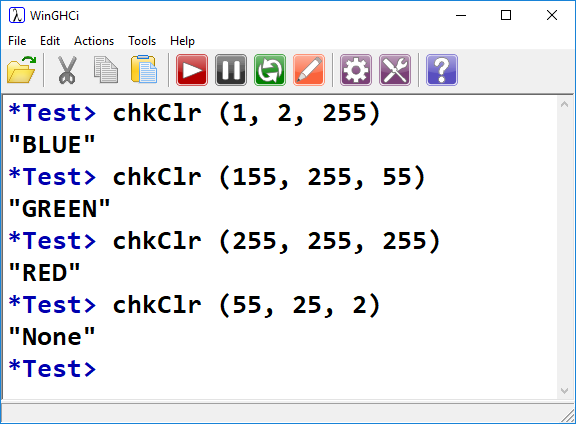 WinGHCi
File Edit Actions Tools Help
*Test> chkClr (1, 2, 255)
"BLUE"
*Test> chkClr (155, 255, 55)
"GREEN"
*Test> chkClr (255, 255, 255)
"RED"
*Test> chkClr (55, 25, 2)
"None"
*Test>